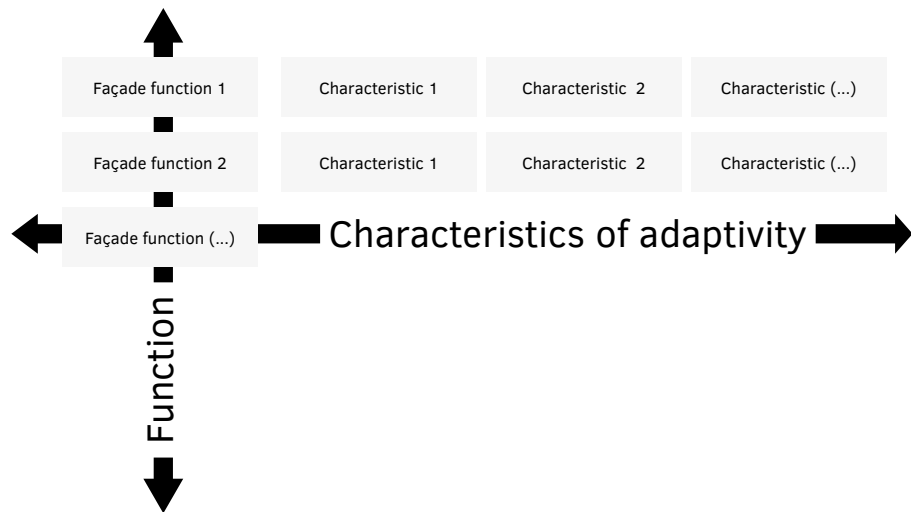 Façade function 1
Characteristic 1
Characteristic 2
Characteristic (...)
Façade function 2
Characteristic 1
Characteristic 2
Characteristic (...)
Façade function (...)
Characteristics of adaptivity
Function